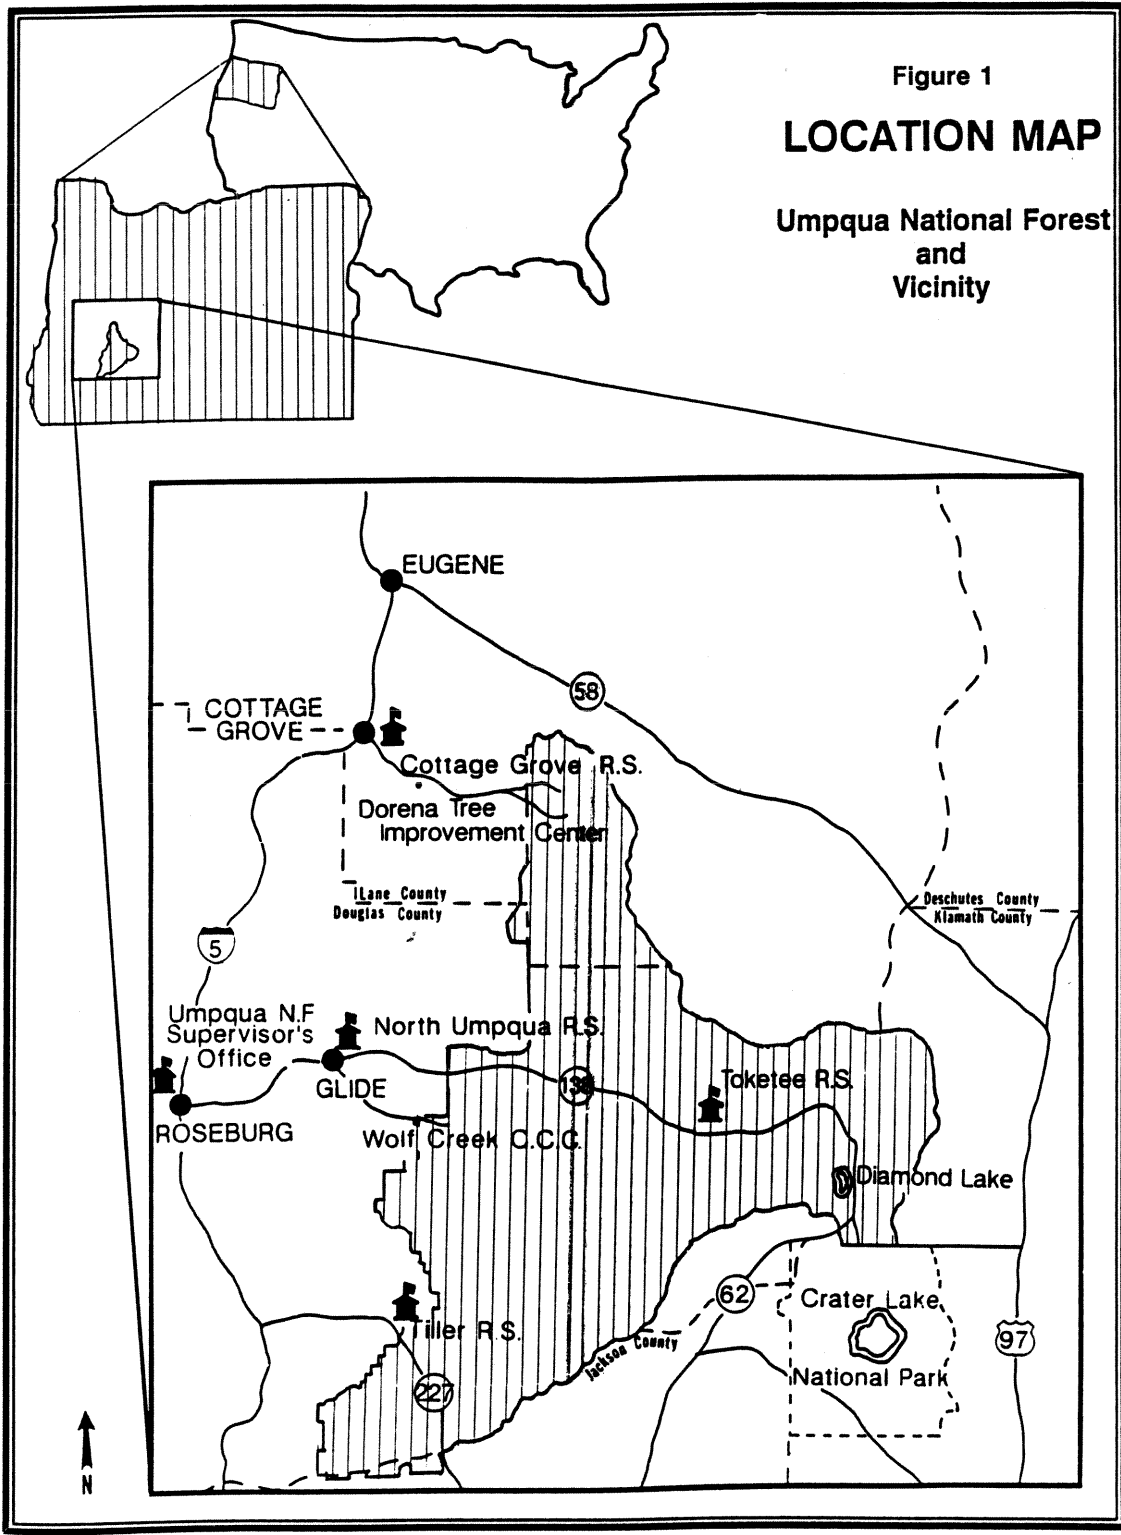 Figure 1
LOCATION MAP
Umpqua National Forest
and
Vicinity
EUGENE
58
COTTAGE
GROVE
Cottage Grove R.S.
Dorena Tree
Improvement Center
Lane County
Douglas County
Deschutes County
Klamath County
5
Umpqua N.F
Supervisor's
Office
North Umpqua R.S.
GLIDE
138
Toketee R.S.
ROSEBURG
Wolf Creek C.C.C.
Diamond Lake
62
Crater Lake
National Park
97
Tiller R.S.
Jackson County
227
N